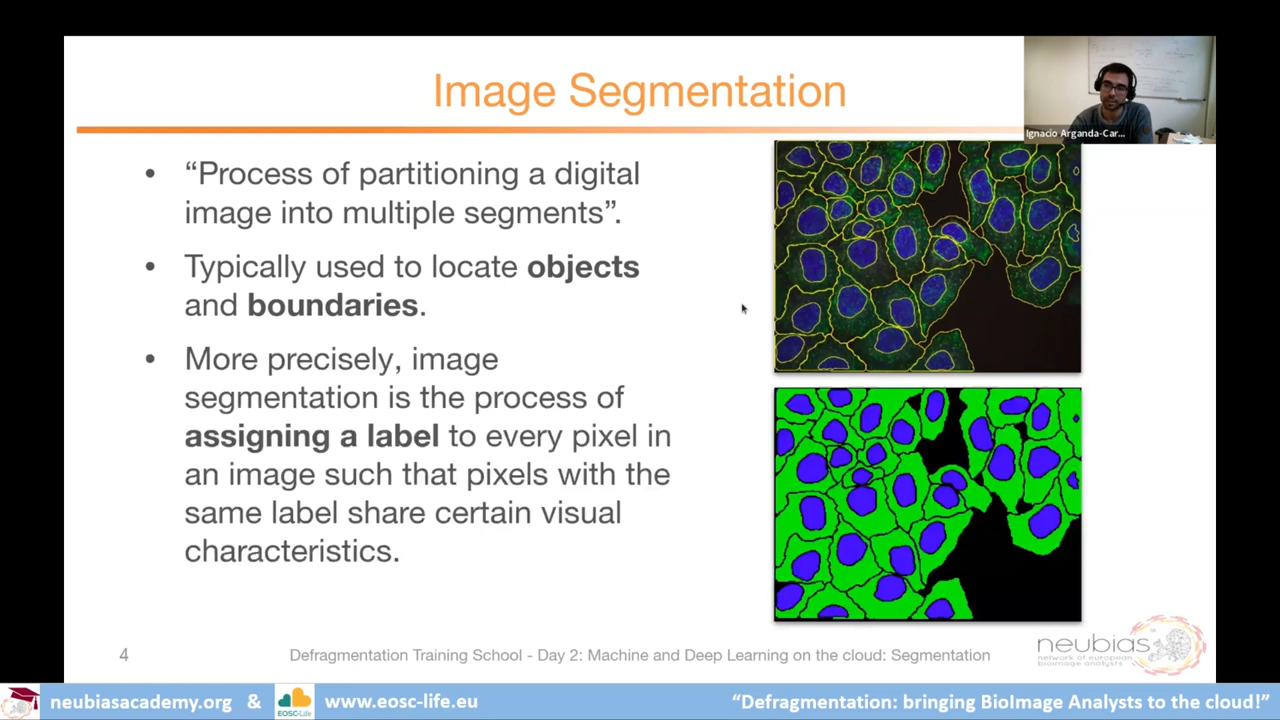 Image Segmentation
Ignacio Arganda-Car...
• “Process of partitioning a digital
image into multiple segments”.
• Typically used to locate objects
and boundaries.
• More precisely, image
segmentation is the process of
assigning a label to every pixel in
an image such that pixels with the
same label share certain visual
characteristics.
4
Defragmentation Training School - Day 2: Machine and Deep Learning on the cloud: Segmentation
neubias
network of european
bioimage analysts
neubiasacademy.org & EOSC-Life www.eosc-life.eu
“Defragmentation: bringing BioImage Analysts to the cloud!”